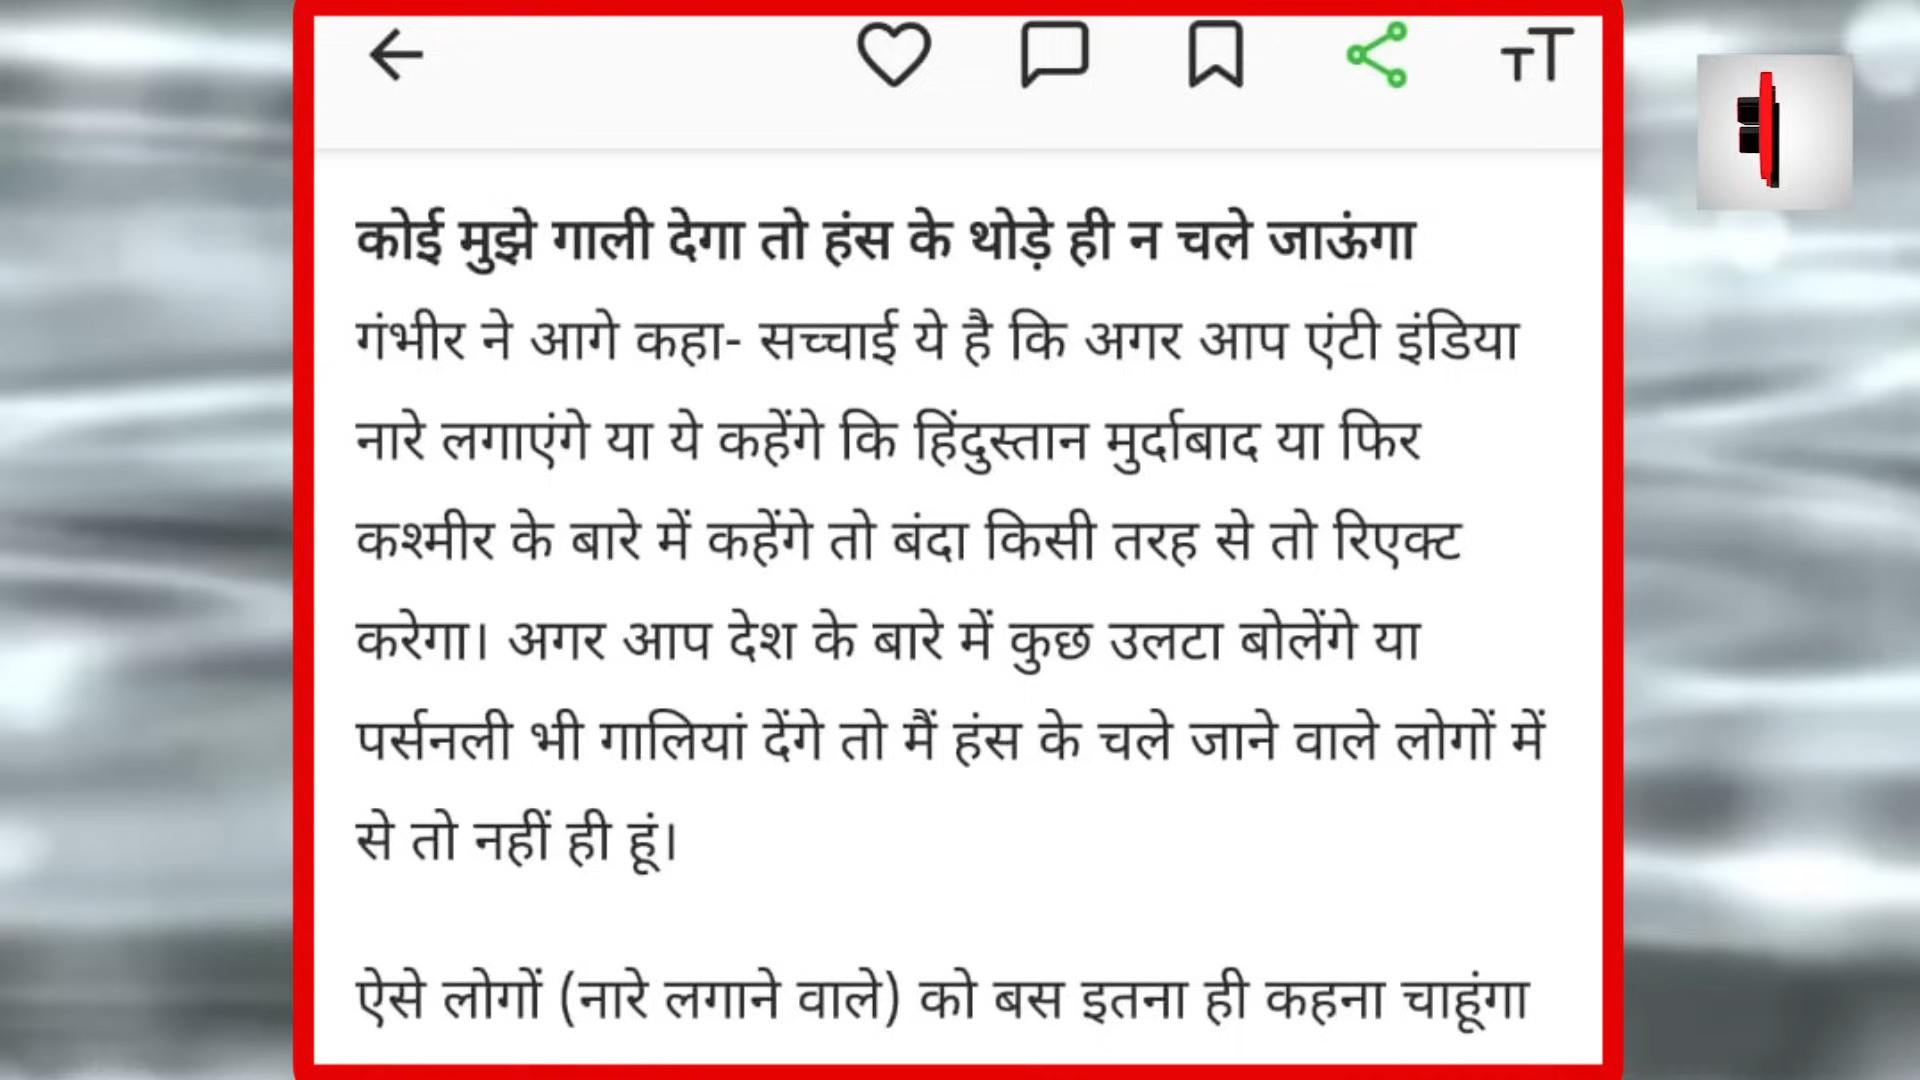 कोई मुझे गाली देगा तो हंस के थोड़े ही न चले जाऊंगा
गंभीर ने आगे कहा- सच्चाई ये है कि अगर आप एंटी इंडिया
नारे लगाएंगे या ये कहेंगे कि हिंदुस्तान मुर्दाबाद या फिर
कश्मीर के बारे में कहेंगे तो बंदा किसी तरह से तो रिएक्ट
करेगा। अगर आप देश के बारे में कुछ उलटा बोलेंगे या
पर्सनली भी गालियां देंगे तो मैं हंस के चले जाने वाले लोगों में
से तो नहीं ही हूं।
ऐसे लोगों (नारे लगाने वाले) को बस इतना ही कहना चाहूंगा